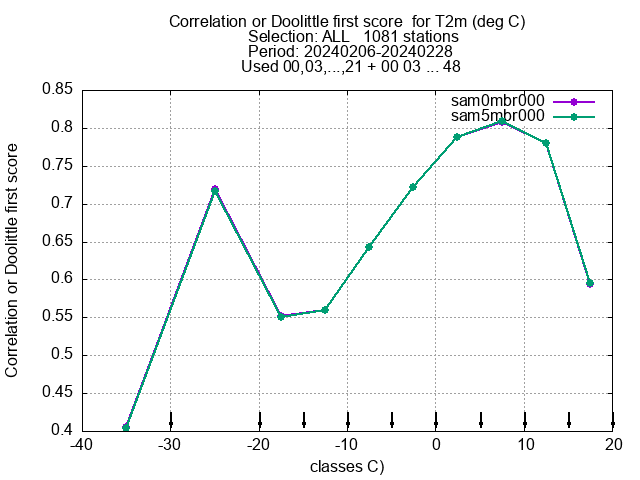 Correlation or Doolittle first score  for T2m (deg C)
Selection: ALL   1081 stations
Period: 20240206-20240228
Used 00,03,...,21 + 00 03 ... 48
sam0mbr000
sam5mbr000
Correlation or Doolittle first score
0.85
0.8
0.75
0.7
0.65
0.6
0.55
0.5
0.45
0.4
-40 -30 -20 -10 0 10 20
classes C)